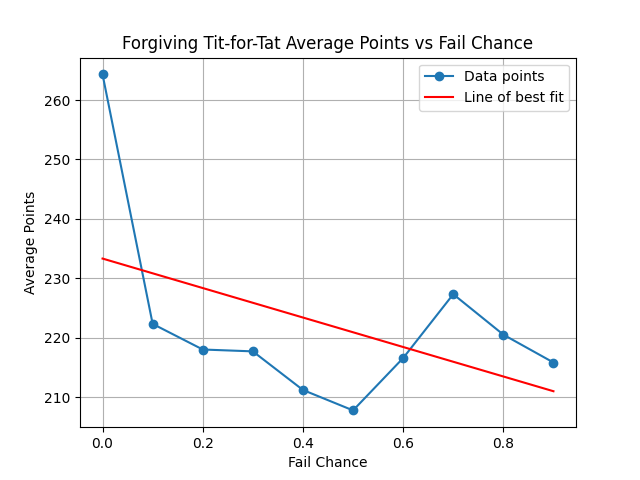 Forgiving Tit-for-Tat Average Points vs Fail Chance
Data points
Line of best fit
260
250
240
230
220
210
Average Points
0.0 0.2 0.4 0.6 0.8
Fail Chance